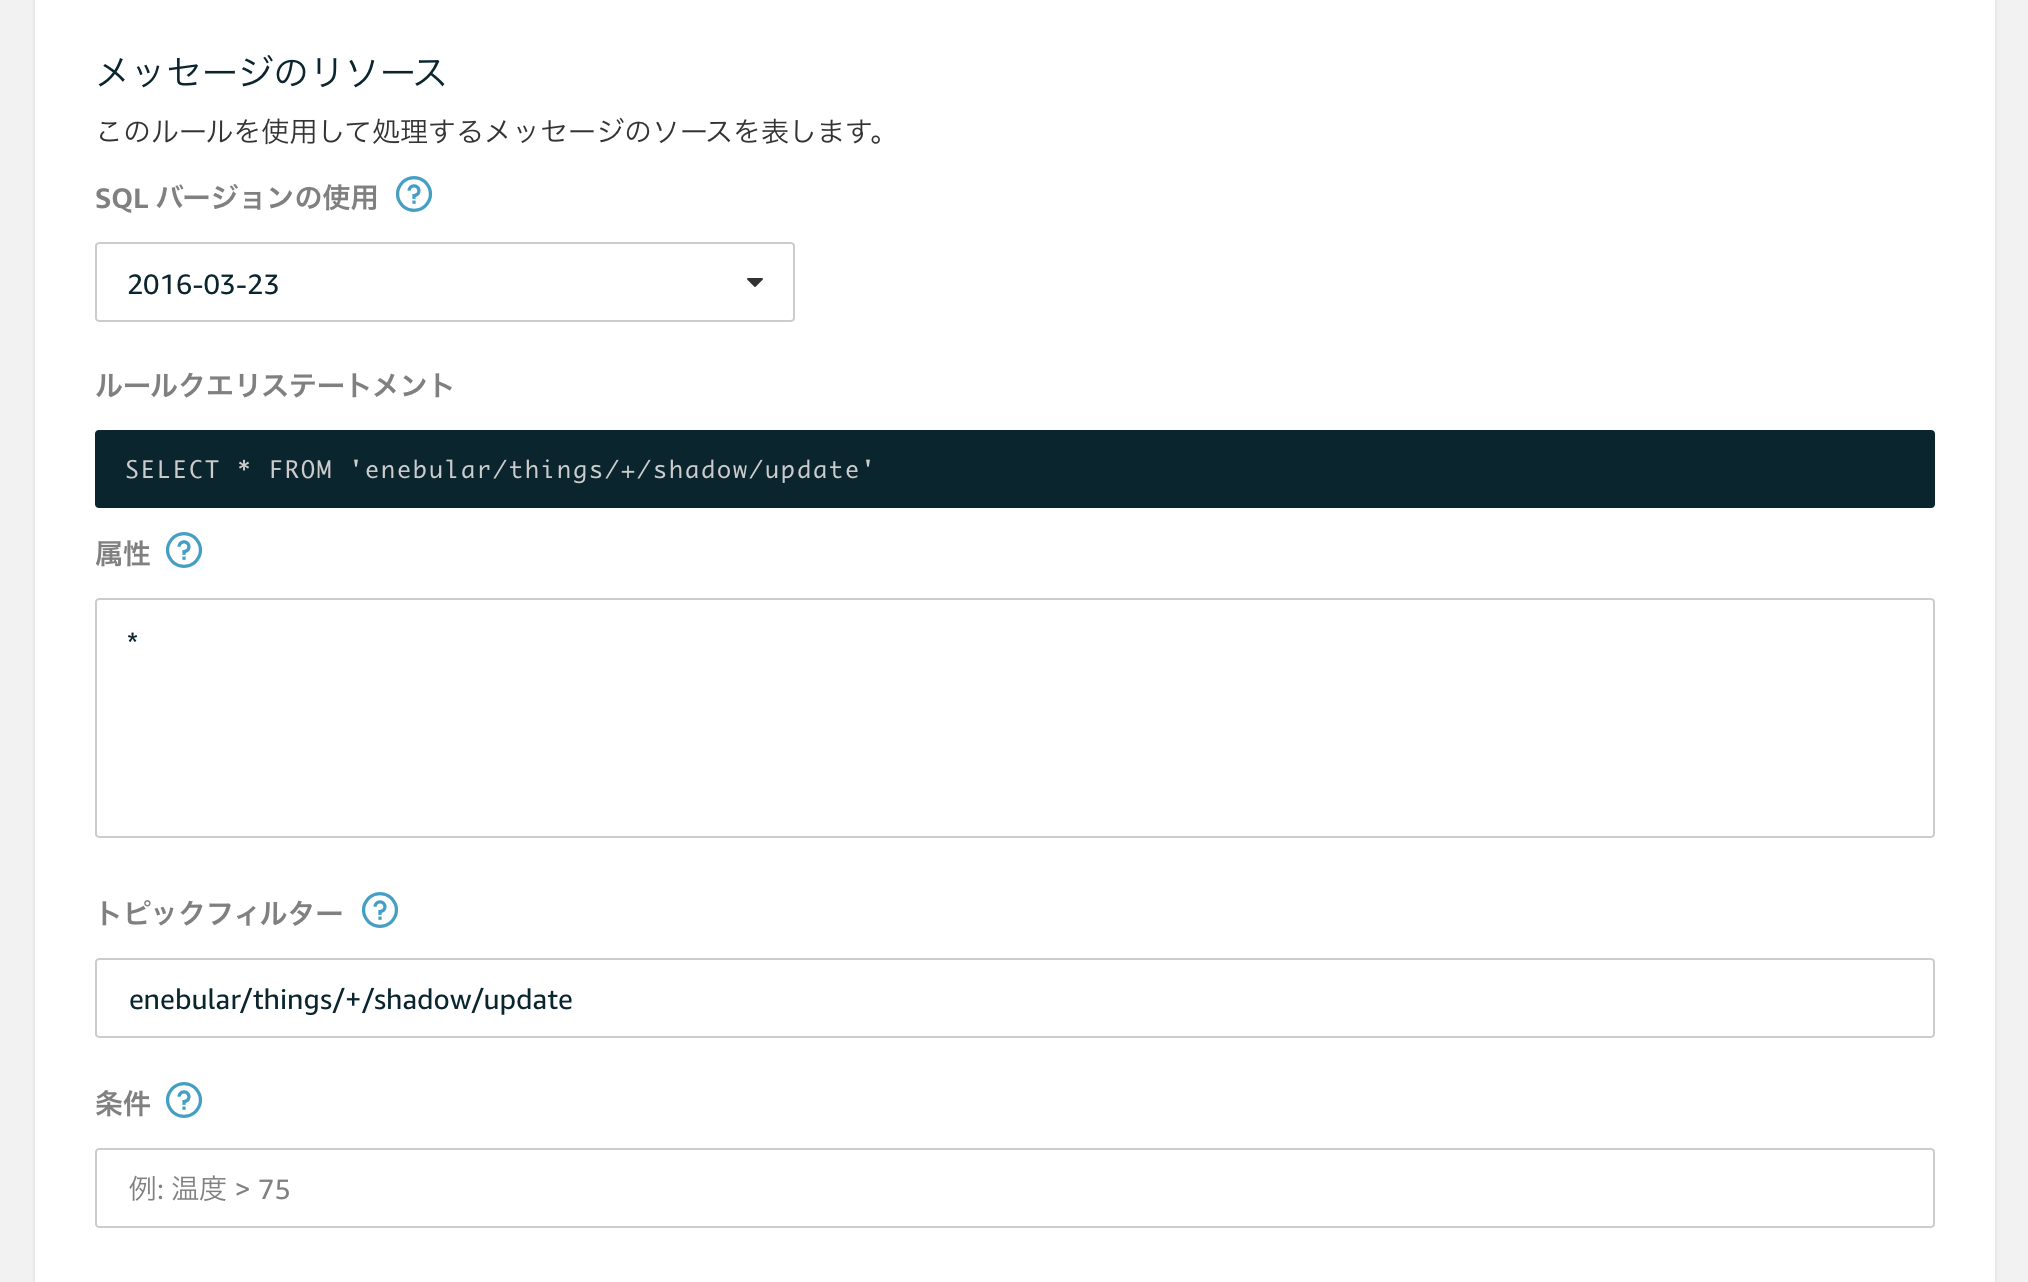 メッセージのリソース
このルールを使用して処理するメッセージのソースを表します。
SQL バージョンの使用 ?
2016-03-23
ルールクエリステートメント
SELECT * FROM 'enebular/things/+/shadow/update'
属性 ?
*
トピックフィルター ?
enebular/things/+/shadow/update
条件 ?
例: 温度 > 75